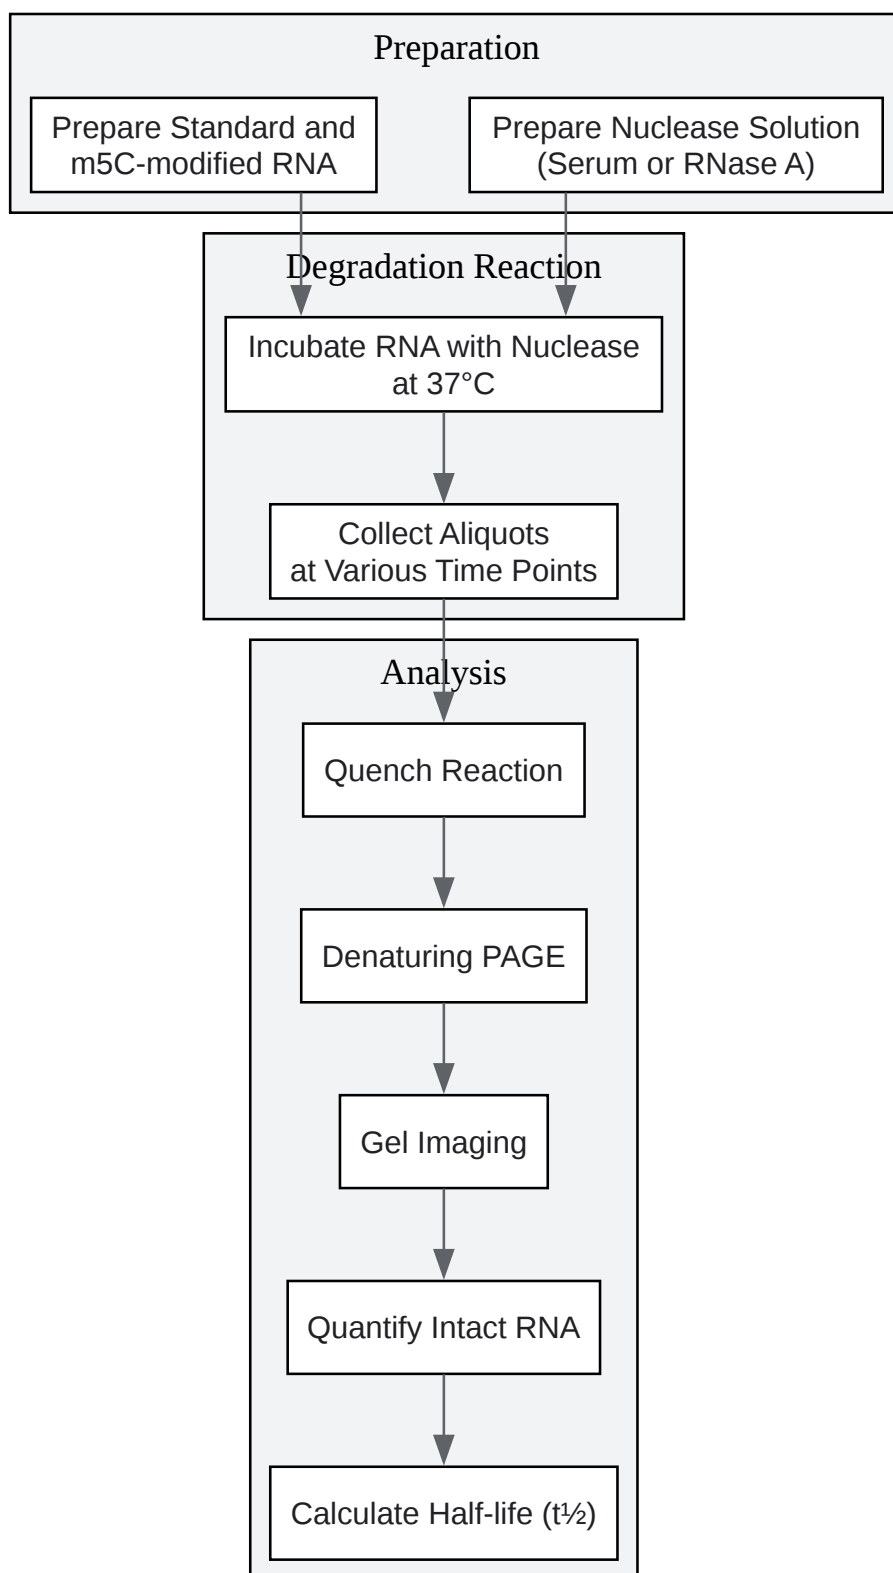 Preparation
Prepare Standard and
m5C-modified RNA
Prepare Nuclease Solution
(Serum or RNase A)
Degradation Reaction
Incubate RNA with Nuclease
at 37°C
Collect Aliquots
at Various Time Points
Analysis
Quench Reaction
Denaturing PAGE
Gel Imaging
Quantify Intact RNA
Calculate Half-life (t½)